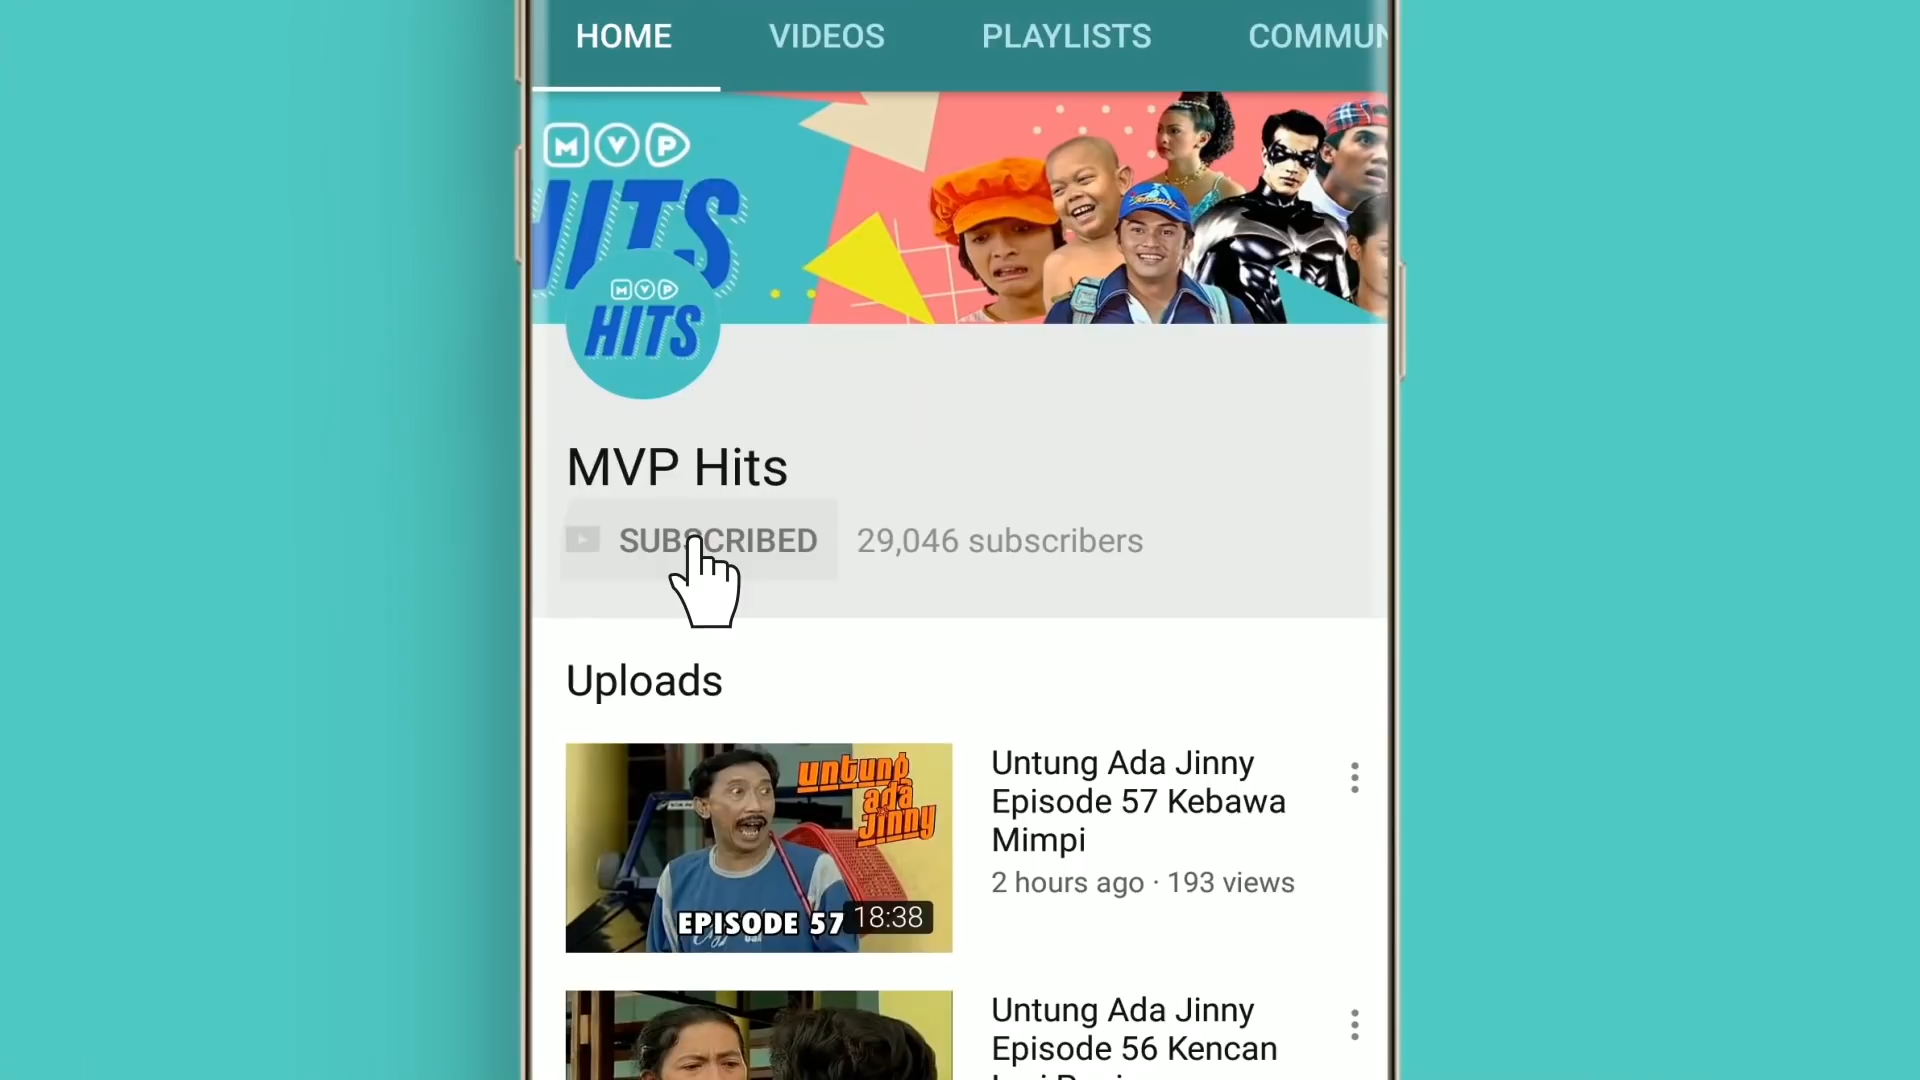 HOME VIDEOS PLAYLISTS COMMUN
MVP
HITS
MVP
HITS
MVP Hits
SUBSCRIBED 29,046 subscribers
Uploads
untung
ada
jinny
EPISODE 57 18:38
Untung Ada Jinny
Episode 57 Kebawa
Mimpi
2 hours ago · 193 views
Untung Ada Jinny
Episode 56 Kencan